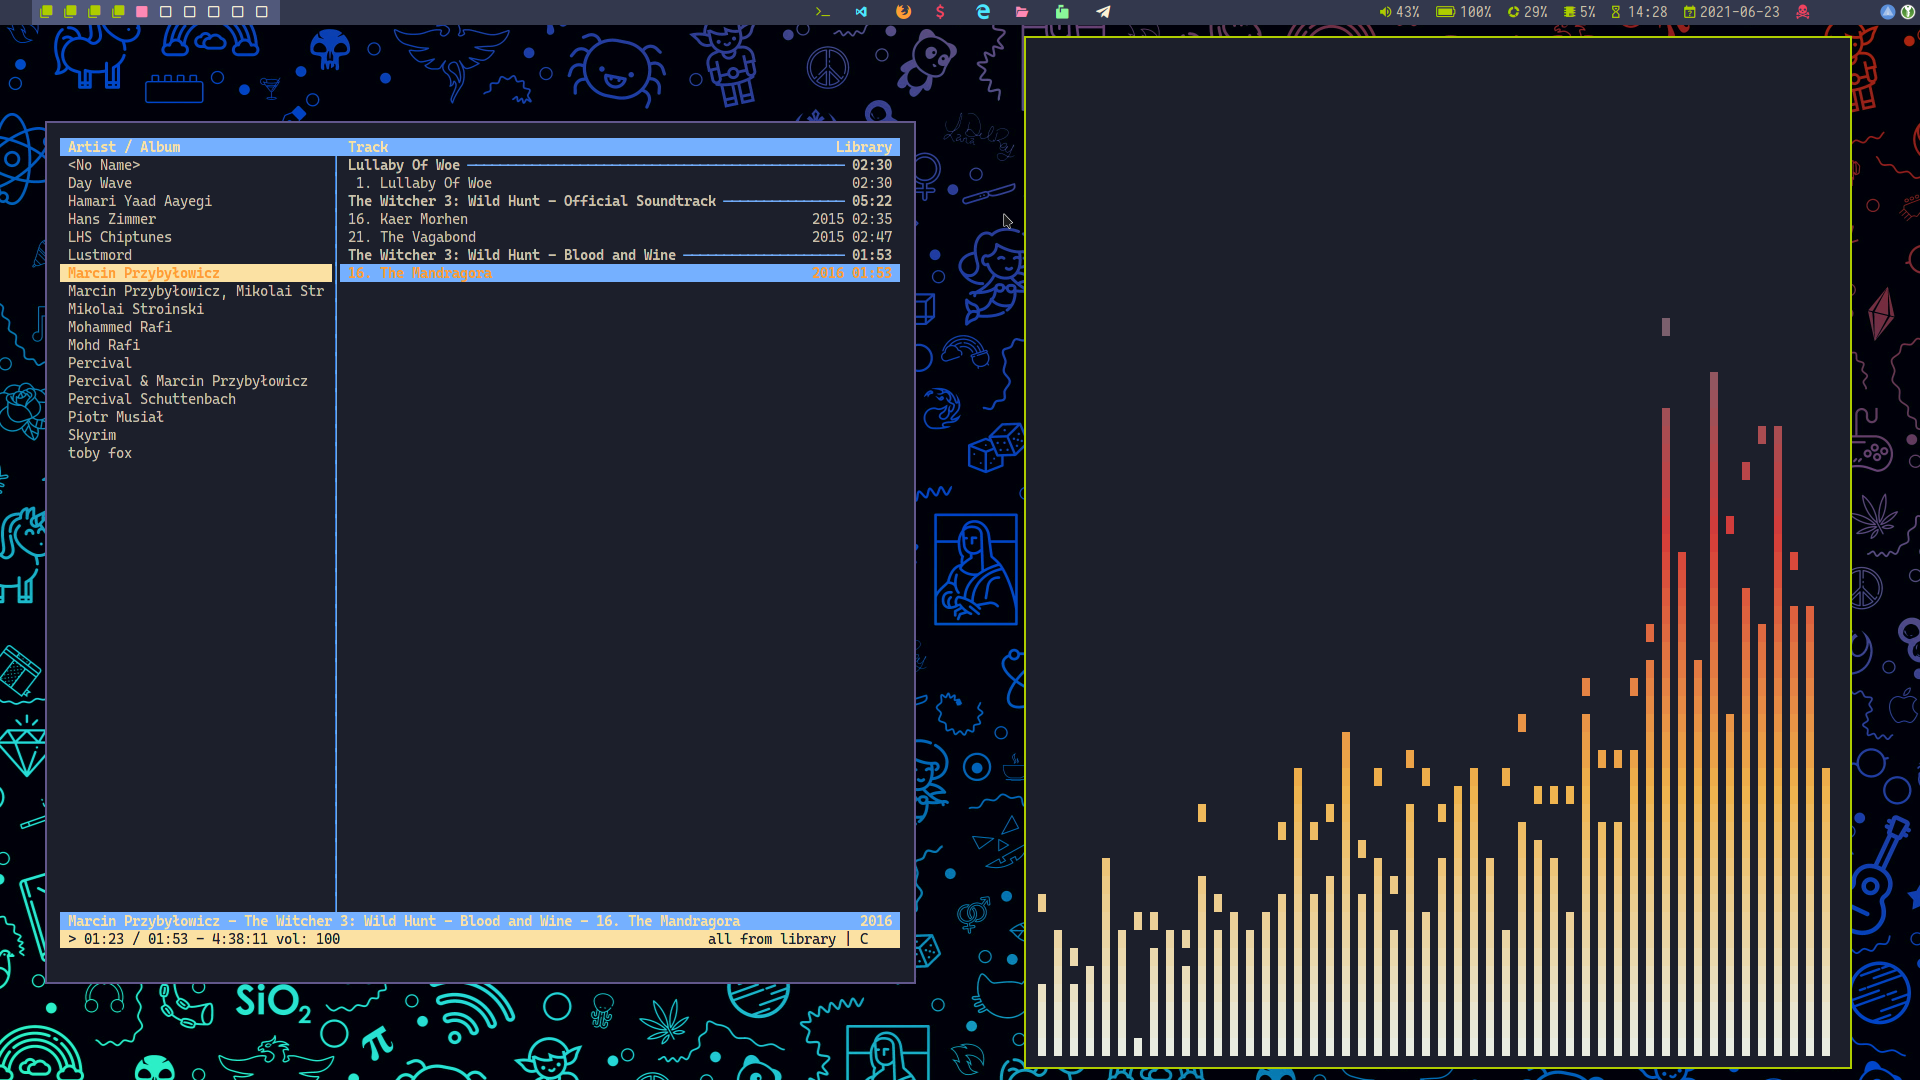 43% 100% 29% 5% 14:28 2021-06-23
Artist / Album Track Library
<No Name> Lullaby Of Woe 02:30
Day Wave 1. Lullaby Of Woe 02:30
Hamari Yaad Aayegi The Witcher 3: Wild Hunt – Official Soundtrack 05:22
Hans Zimmer 16. Kaer Morhen 2015 02:35
LHS Chiptunes 21. The Vagabond 2015 02:47
Lustmord The Witcher 3: Wild Hunt – Blood and Wine 01:53
Marcin Przybyłowicz 16. The Mandragora 2016 01:53
Marcin Przybyłowicz, Mikolai Str
Mikolai Stroinski
Mohammed Rafi
Mohd Rafi
Percival
Percival & Marcin Przybyłowicz
Percival Schuttenbach
Piotr Musiał
Skyrim
toby fox
Marcin Przybyłowicz – The Witcher 3: Wild Hunt – Blood and Wine – 16. The Mandragora 2016
> 01:23 / 01:53 – 4:38:11 vol: 100 all from library | C
SiO2
π